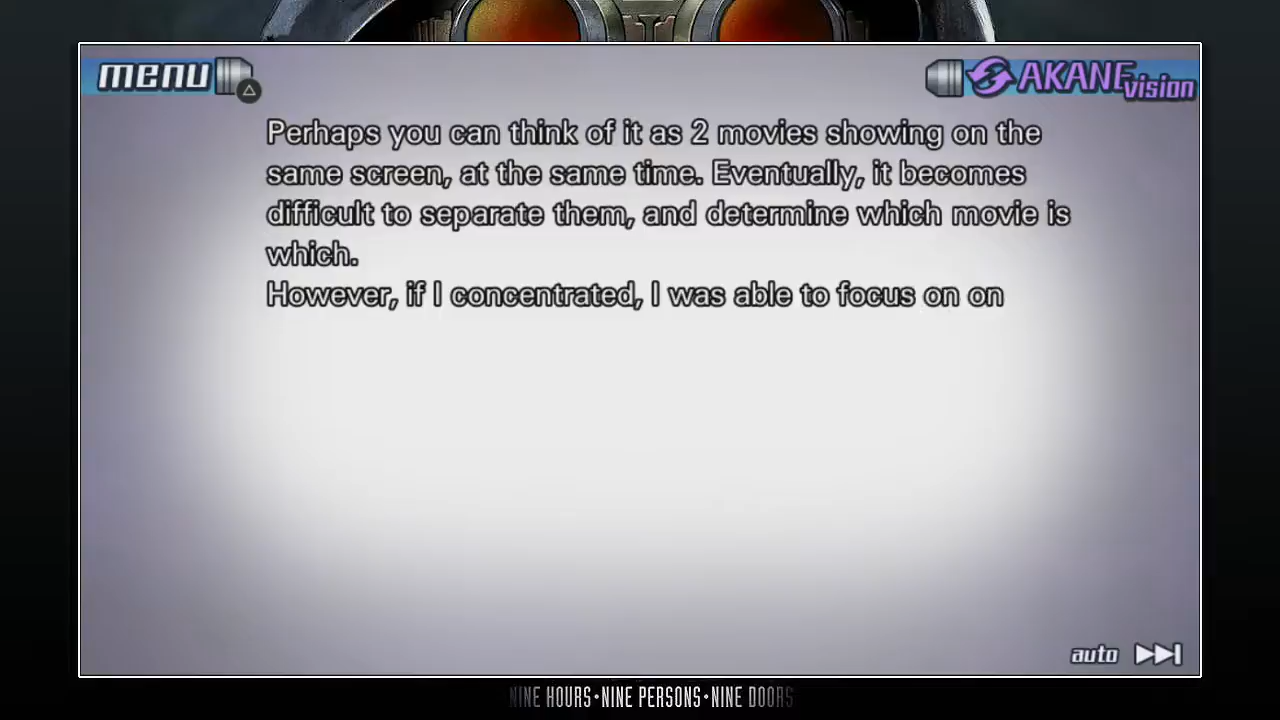 menu
AKANE vision
Perhaps you can think of it as 2 movies showing on the
same screen, at the same time. Eventually, it becomes
difficult to separate them, and determine which movie is
which.
However, if I concentrated, I was able to focus on on
auto
NINE HOURS•NINE PERSONS•NINE DOORS